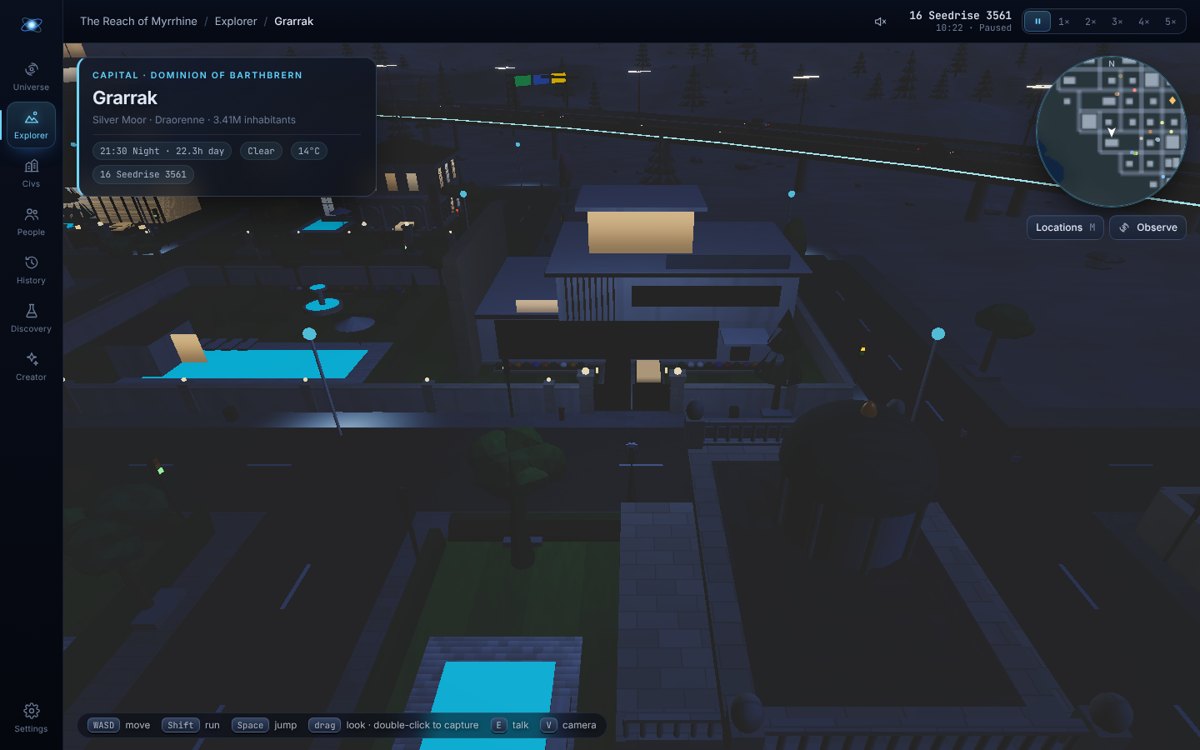 The Reach of Myrrhine / Explorer / Grarrak
16 Seedrise 3561
10:22 · Paused
1× 2× 3× 4× 5×
Universe
Explorer
Civs
People
History
Discovery
Creator
Settings
CAPITAL · DOMINION OF BARTHBRERN
Grarrak
Silver Moor · Draorenne · 3.41M inhabitants
21:30 Night · 22.3h day
Clear
14°C
16 Seedrise 3561
N
Locations M
Observe
WASD move Shift run Space jump drag look · double-click to capture E talk V camera